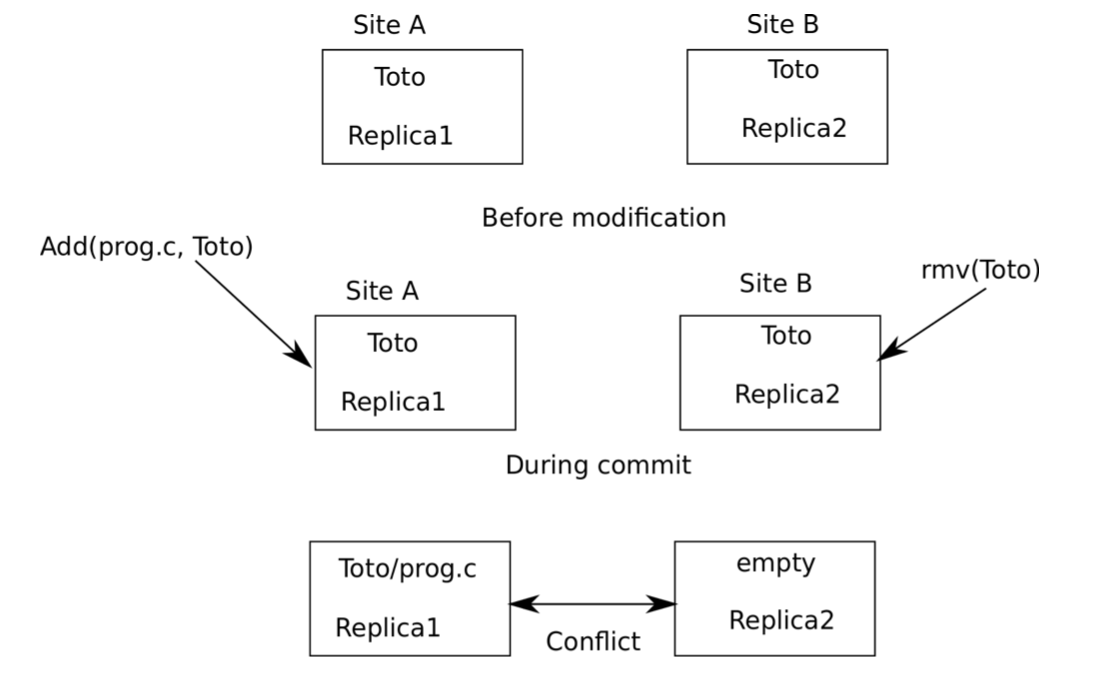 Site A
Site B
Toto
Toto
Replica1
Replica2
Before modification
Add(prog.c, Toto)
rmv(Toto)
Site A
Site B
Toto
Toto
Replica1
Replica2
During commit
Toto/prog.c
empty
Replica1
Replica2
Conflict